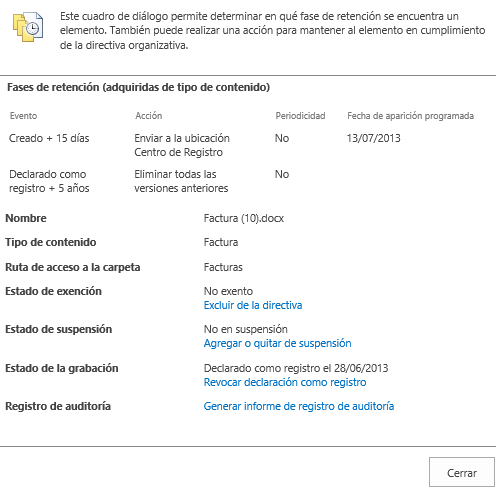 Este cuadro de diálogo permite determinar en qué fase de retención se encuentra un
elemento. También puede realizar una acción para mantener al elemento en cumplimiento
de la directiva organizativa.
Fases de retención (adquiridas de tipo de contenido)
Evento Acción Periodicidad Fecha de aparición programada
Creado + 15 días Enviar a la ubicación No 13/07/2013
Centro de Registro
Declarado como Eliminar todas las No
registro + 5 años versiones anteriores
Nombre Factura (10).docx
Tipo de contenido Factura
Ruta de acceso a la carpeta Facturas
Estado de exención No exento
Excluir de la directiva
Estado de suspensión No en suspensión
Agregar o quitar de suspensión
Estado de la grabación Declarado como registro el 28/06/2013
Revocar declaración como registro
Registro de auditoría Generar informe de registro de auditoría
Cerrar